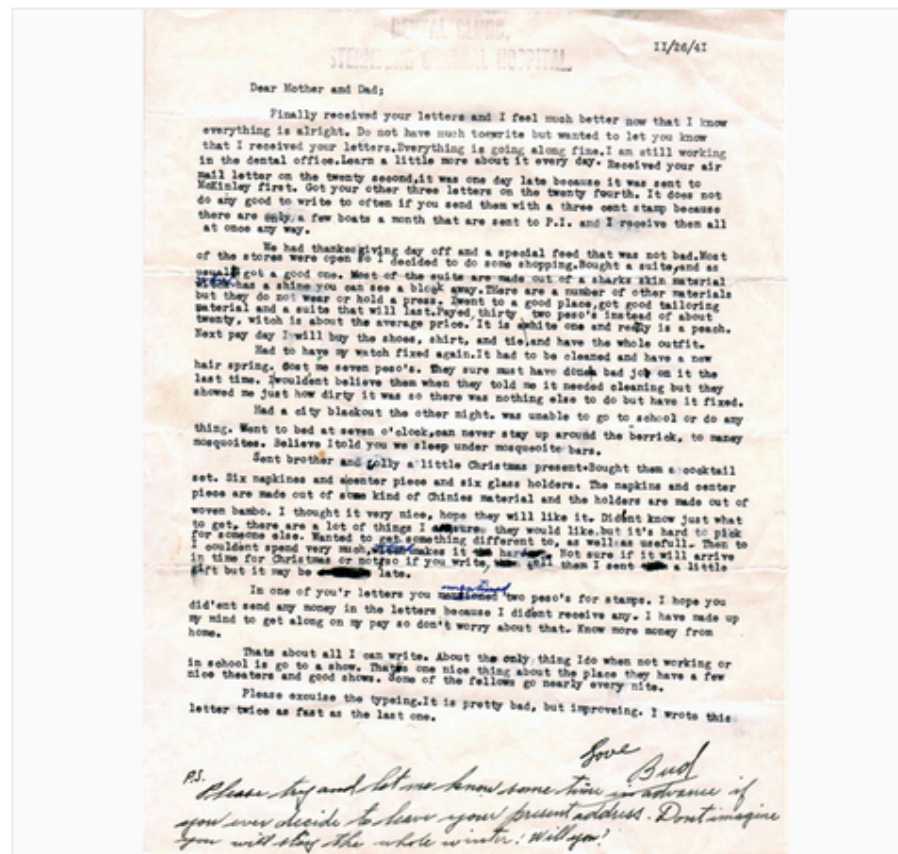 DENTAL CLINIC,
STERNBERG GENERAL HOSPITAL
11/26/41
Dear Mother and Dad;
Finally received your letters and I feel much better now that I know
everything is alright. Do not have much towrite but wanted to let you know
that I received your letters.Everything is going along fine.I am still working
in the dental office.Learn a little more about it every day. Received your air
mail letter on the twenty second,it was one day late because it was sent to
McKinley first. Got your other three letters on the twenty fourth. It does not
do any good to write to often if you send them with a three cent stamp because
there are only a few boats a month that are sent to P.I. and I receive them all
at once any way.
We had thanksgiving day off and a special feed that was not bad.Most
of the stores were open so I decided to do some shopping.Bought a suite,and as
usual I got a good one. Most of the suite are made out of a sharks skin material
which has a shine you can see a block away.THere are a number of other materials
but they do not wear or hold a press. Iwent to a good place,got good tailoring
material and a suite that will last.Payed thirty two peso's instead of about
twenty, witch is about the average price. It is awhite one and really is a peach.
Next pay day I will buy the shoes, shirt, and tie,and have the whole outfit.
Had to have my watch fixed again.It had to be cleaned and have a new
hair spring. Cost me seven peso's. They sure must have done bad job on it the
last time. Iwouldent believe them when they told me it needed cleaning but they
showed me just how dirty it was so there was nothing else to do but have it fixed.
Had a city blackout the other night. was unable to go to school or do any
thing. Went to bed at seven o'clock,can never stay up around the berrick, to maney
mosquoites. Believe Itold you we sleep under mosqueoite bars.
Sent brother and olly a little Christmas present.Bought them a cocktail
set. Six napkines and acenter piece and six glass holders. The napkins and center
piece are made out of some kind of Chinies material and the holders are made out of
woven bambo. I thought it very nice, hope they will like it. Dident know just what
to get, there are a lot of things I they would like,but it's hard to pick
for someone else. Wanted to get something different to, as wellas usefull. Then to
I couldent spend very much, which makes it Not sure if it will arrive
in time for Christmas or not,so if you write, tell them I sent a little
gift but it may be late.
In one of you'r letters you mentioned two peso's for stamps. I hope you
did'ent send any money in the letters because I dident receive any. I have made up
my mind to get along on my pay so don't worry about that. Know more money from
home.
Thats about all I can write. About the only thing Ido when not working or
in school is go to a show. Thats one nice thing about the place they have a few
nice theaters and good shows. Some of the fellows go nearly every nite.
Please excuise the typeing.It is pretty bad, but improveing. I wrote this
letter twice as fast as the last one.
Love
Bud
P.S.
Please try and let me know some time in advance if
you ever decide to leave your present address. Dont imagine
you will stay the whole winter! Will you?